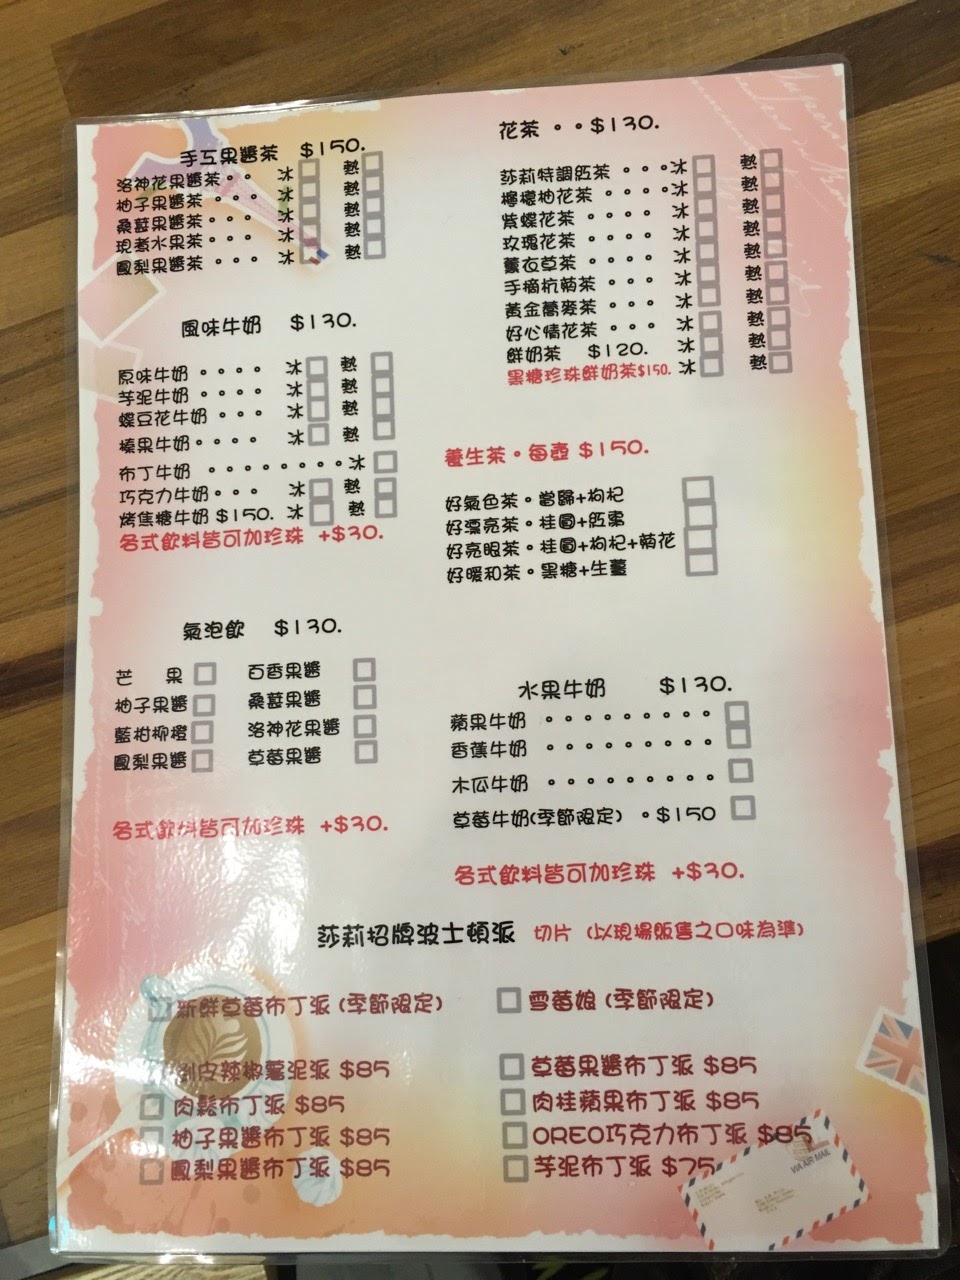 手互果醬茶 $150.
洛神花果醬茶。。 冰 熱
柚子果醬茶 。。。 冰 熱
桑葚果醬茶。。。 冰 熱
現煮水果茶。。。 冰 熱
鳳梨果醬茶 。。。 冰 熱
風味牛奶 $130.
原味牛奶 。。。。 冰 熱
芋泥牛奶 。。。。 冰 熱
蝶豆花牛奶 。。。 冰 熱
榛果牛奶。。。。 冰 熱
布丁牛奶 。。。。。。。。冰
巧克力牛奶。。。 冰 熱
烤焦糖牛奶 $150. 冰 熱
各式飲料皆可加珍珠 +$30.
氣泡飲 $130.
芒 果 百香果醬
柚子果醬 桑葚果醬
藍柑柳橙 洛神花果醬
鳳梨果醬 草莓果醬
各式飲料皆可加珍珠 +$30.
花茶 。。$130.
莎莉特調瓯茶 。。。冰 熱
檸檬柚花茶 。。。。冰 熱
紫蝶花茶 。。。。 冰 熱
玫瑰花茶 。。。。 冰 熱
薰衣草茶 。。。。 冰 熱
手摘杭菊茶 。。。 冰 熱
黃金蕎麥茶 。。。 冰 熱
好心情花茶 。。。 冰 熱
鮮奶茶 $120. 冰 熱
黑糖珍珠鮮奶茶$150. 冰 熱
養生茶。每壺 $150.
好氣色茶。當歸+枸杞
好漂亮茶。桂圓+瓯棗
好亮眼茶。桂圓+枸杞+菊花
好暖和茶。黑糖+生薑
水果牛奶 $130.
蘋果牛奶 。。。。。。。。。
香蕉牛奶 。。。。。。。。。
木瓜牛奶 。。。。。。。。。
草莓牛奶(季節限定) 。$150
各式飲料皆可加珍珠 +$30.
莎莉招牌波士頓派 切片 (以現場販售之口味為準)
新鮮草莓布丁派 (季節限定) 雪莓娘 (季節限定)
剝皮辣椒薯泥派 $85 草莓果醬布丁派 $85
肉鬆布丁派 $85 肉桂蘋果布丁派 $85
柚子果醬布丁派 $85 OREO巧克力布丁派 $85
鳳梨果醬布丁派 $85 芋泥布丁派 $75
VIA AIR MAIL